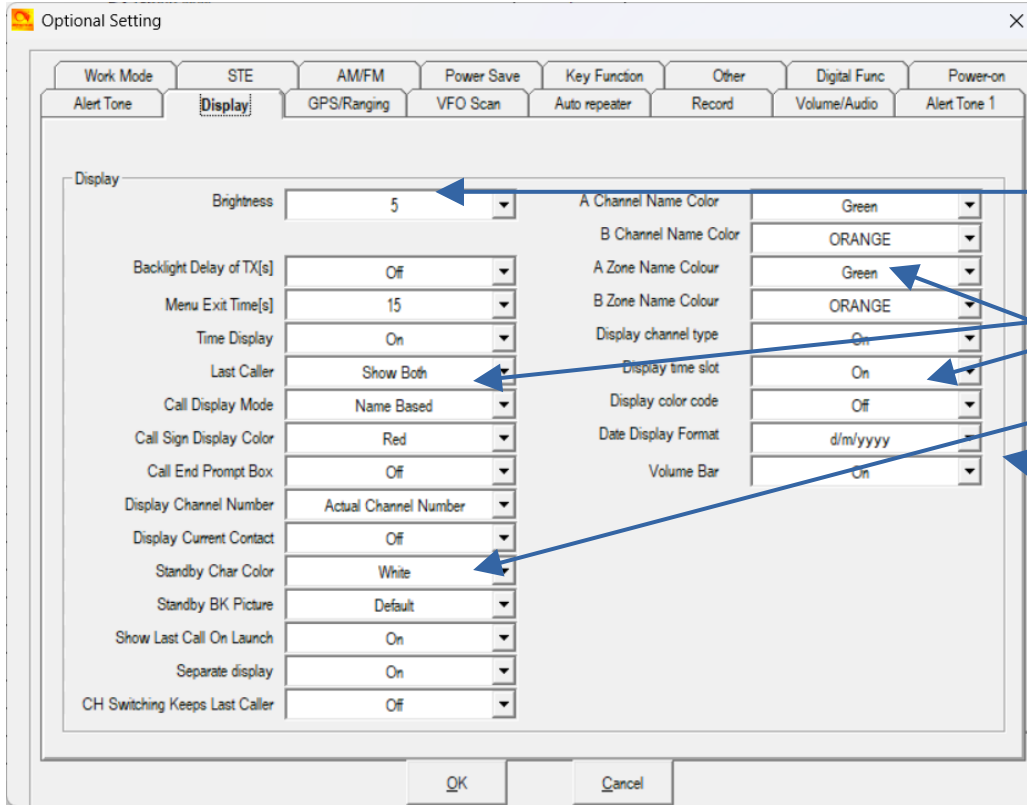 Optional Setting
Work Mode STE AM/FM Power Save Key Function Other Digital Func Power-on
Alert Tone Display GPS/Ranging VFO Scan Auto repeater Record Volume/Audio Alert Tone 1
Display
Brightness 5 A Channel Name Color Green
B Channel Name Color ORANGE
Backlight Delay of TX[s] Off A Zone Name Colour Green
Menu Exit Time[s] 15 B Zone Name Colour ORANGE
Time Display On Display channel type On
Last Caller Show Both Display time slot On
Call Display Mode Name Based Display color code Off
Call Sign Display Color Red Date Display Format d/m/yyyy
Call End Prompt Box Off Volume Bar On
Display Channel Number Actual Channel Number
Display Current Contact Off
Standby Char Color White
Standby BK Picture Default
Show Last Call On Launch On
Separate display On
CH Switching Keeps Last Caller Off
OK Cancel